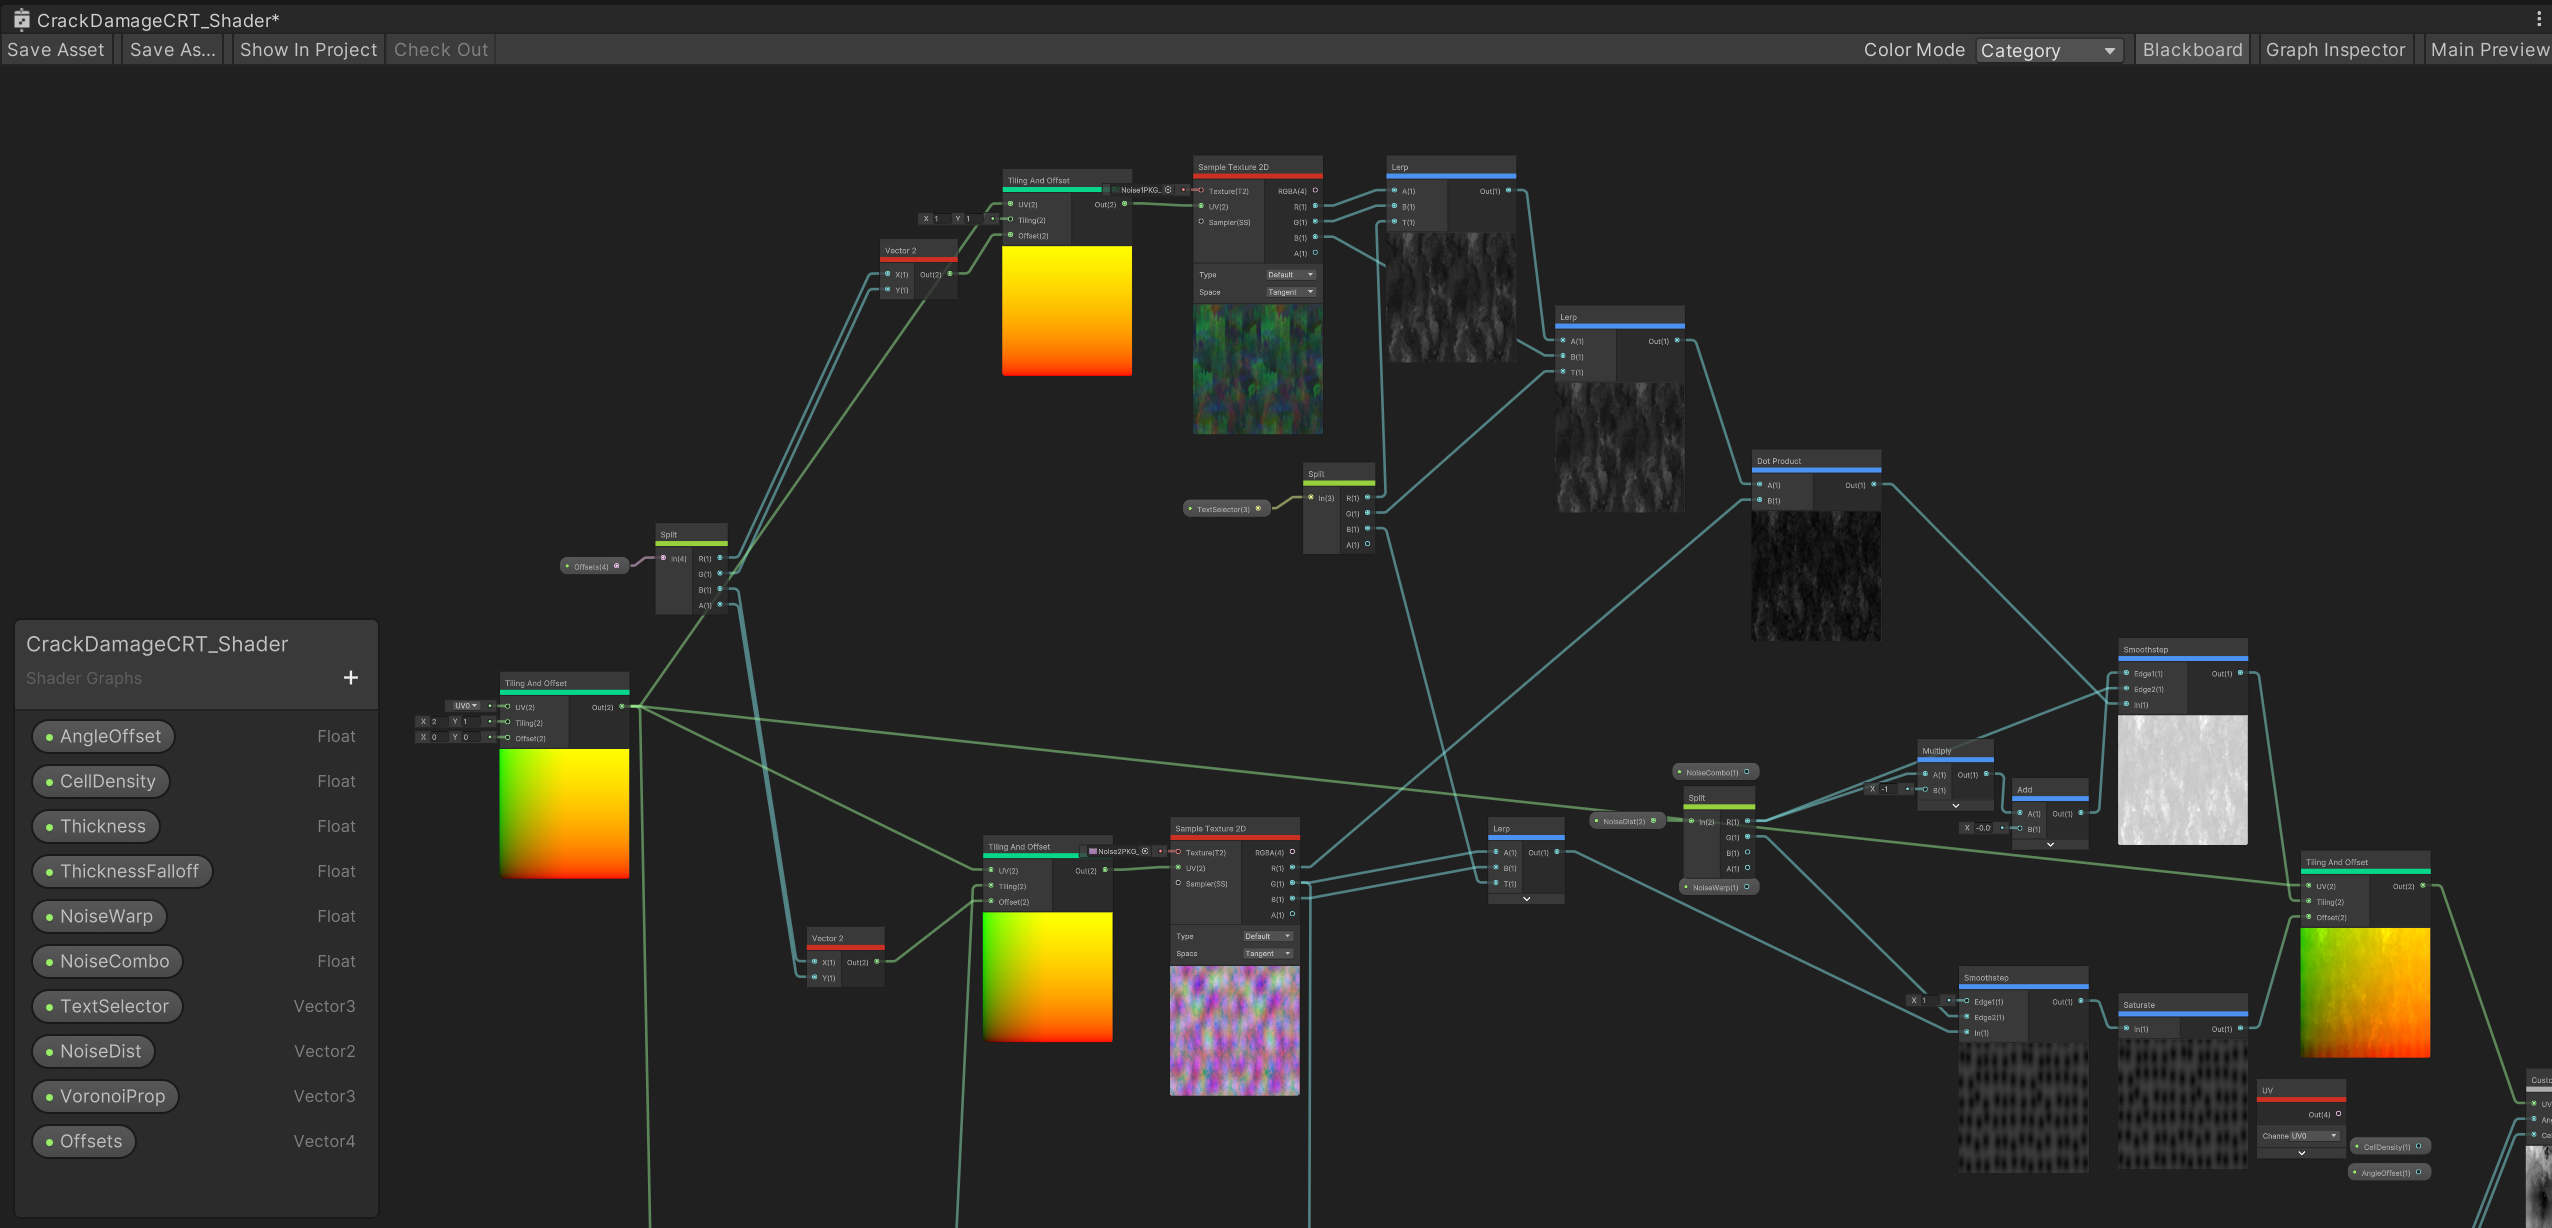 CrackDamageCRT_Shader*
Save Asset
Save As...
Show In Project
Check Out
Color Mode
Category
Blackboard
Graph Inspector
Main Preview
Tiling And Offset
UV(2)
Tiling(2)
Offset(2)
Out(2)
X 1 Y 1
Noise1PKG_
Sample Texture 2D
Texture(T2)
UV(2)
Sampler(SS)
RGBA(4)
R(1)
G(1)
B(1)
A(1)
Type Default
Space Tangent
Lerp
A(1)
B(1)
T(1)
Out(1)
Vector 2
X(1)
Y(1)
Out(2)
Lerp
A(1)
B(1)
T(1)
Out(1)
Dot Product
A(1)
B(1)
Out(1)
TextSelector(3)
Split
In(3)
R(1)
G(1)
B(1)
A(1)
Offsets(4)
Split
In(4)
R(1)
G(1)
B(1)
A(1)
CrackDamageCRT_Shader
Shader Graphs
AngleOffset Float
CellDensity Float
Thickness Float
ThicknessFalloff Float
NoiseWarp Float
NoiseCombo Float
TextSelector Vector3
NoiseDist Vector2
VoronoiProp Vector3
Offsets Vector4
Tiling And Offset
UV0
X 2 Y 1
X 0 Y 0
UV(2)
Tiling(2)
Offset(2)
Out(2)
Smoothstep
Edge1(1)
Edge2(1)
In(1)
Out(1)
Multiply
A(1)
B(1)
Out(1)
X -1
Add
A(1)
B(1)
Out(1)
X -0.0
NoiseCombo(1)
Split
NoiseDist(2)
In(2)
R(1)
G(1)
B(1)
A(1)
NoiseWarp(1)
Tiling And Offset
UV(2)
Tiling(2)
Offset(2)
Out(2)
Noise2PKG_
Sample Texture 2D
Texture(T2)
UV(2)
Sampler(SS)
RGBA(4)
R(1)
G(1)
B(1)
A(1)
Type Default
Space Tangent
Lerp
A(1)
B(1)
T(1)
Out(1)
Vector 2
X(1)
Y(1)
Out(2)
Tiling And Offset
UV(2)
Tiling(2)
Offset(2)
Out(2)
Smoothstep
X 1
Edge1(1)
Edge2(1)
In(1)
Out(1)
Saturate
In(1)
Out(1)
UV
Out(4)
Channe UV0
CellDensity(1)
AngleOffset(1)
Custo
UV
An
Ce